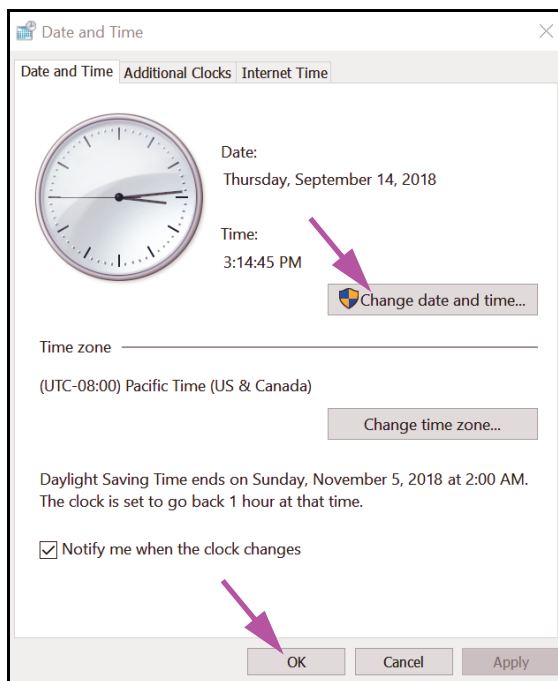 Date and Time
Date and Time Additional Clocks Internet Time
Date:
Thursday, September 14, 2018
Time:
3:14:45 PM
Change date and time...
Time zone
(UTC-08:00) Pacific Time (US & Canada)
Change time zone...
Daylight Saving Time ends on Sunday, November 5, 2018 at 2:00 AM.
The clock is set to go back 1 hour at that time.
Notify me when the clock changes
OK Cancel Apply